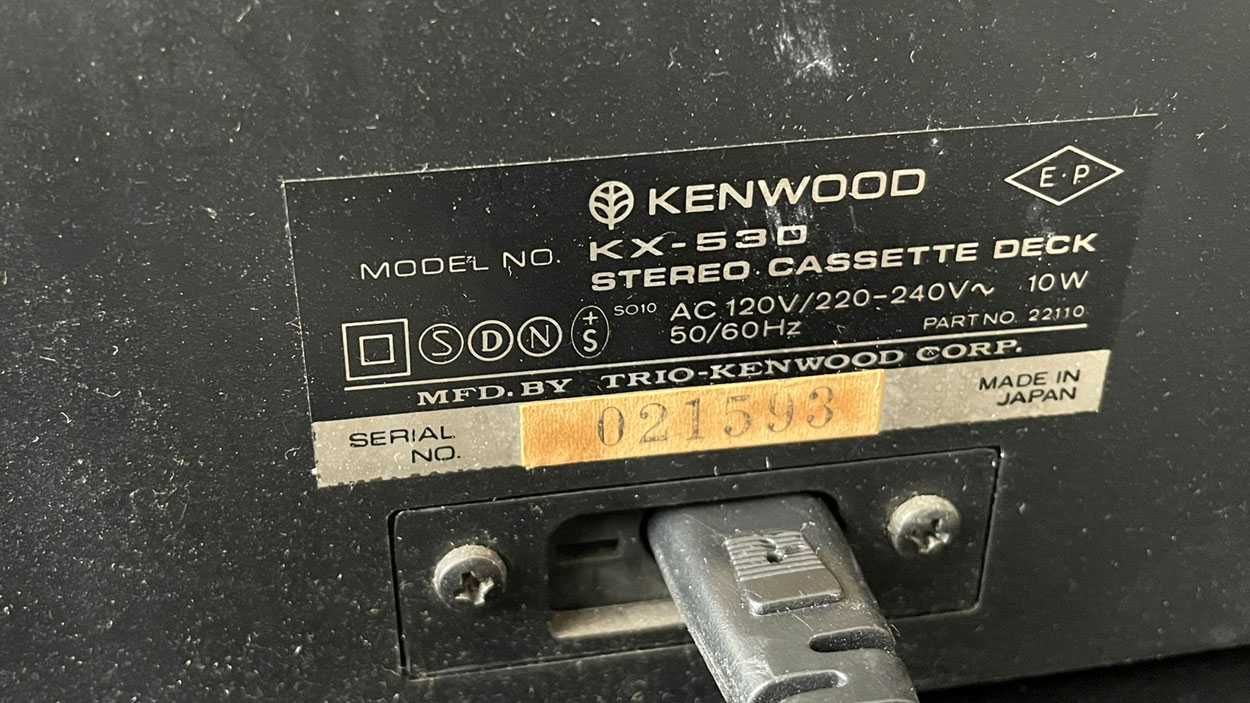 KENWOOD
E·P
MODEL NO. KX-530
STEREO CASSETTE DECK
S D N +S SO10 AC 120V/220-240V~ 10W
50/60Hz PART NO. 22110
MFD. BY TRIO-KENWOOD CORP.
SERIAL NO. 021593
MADE IN JAPAN